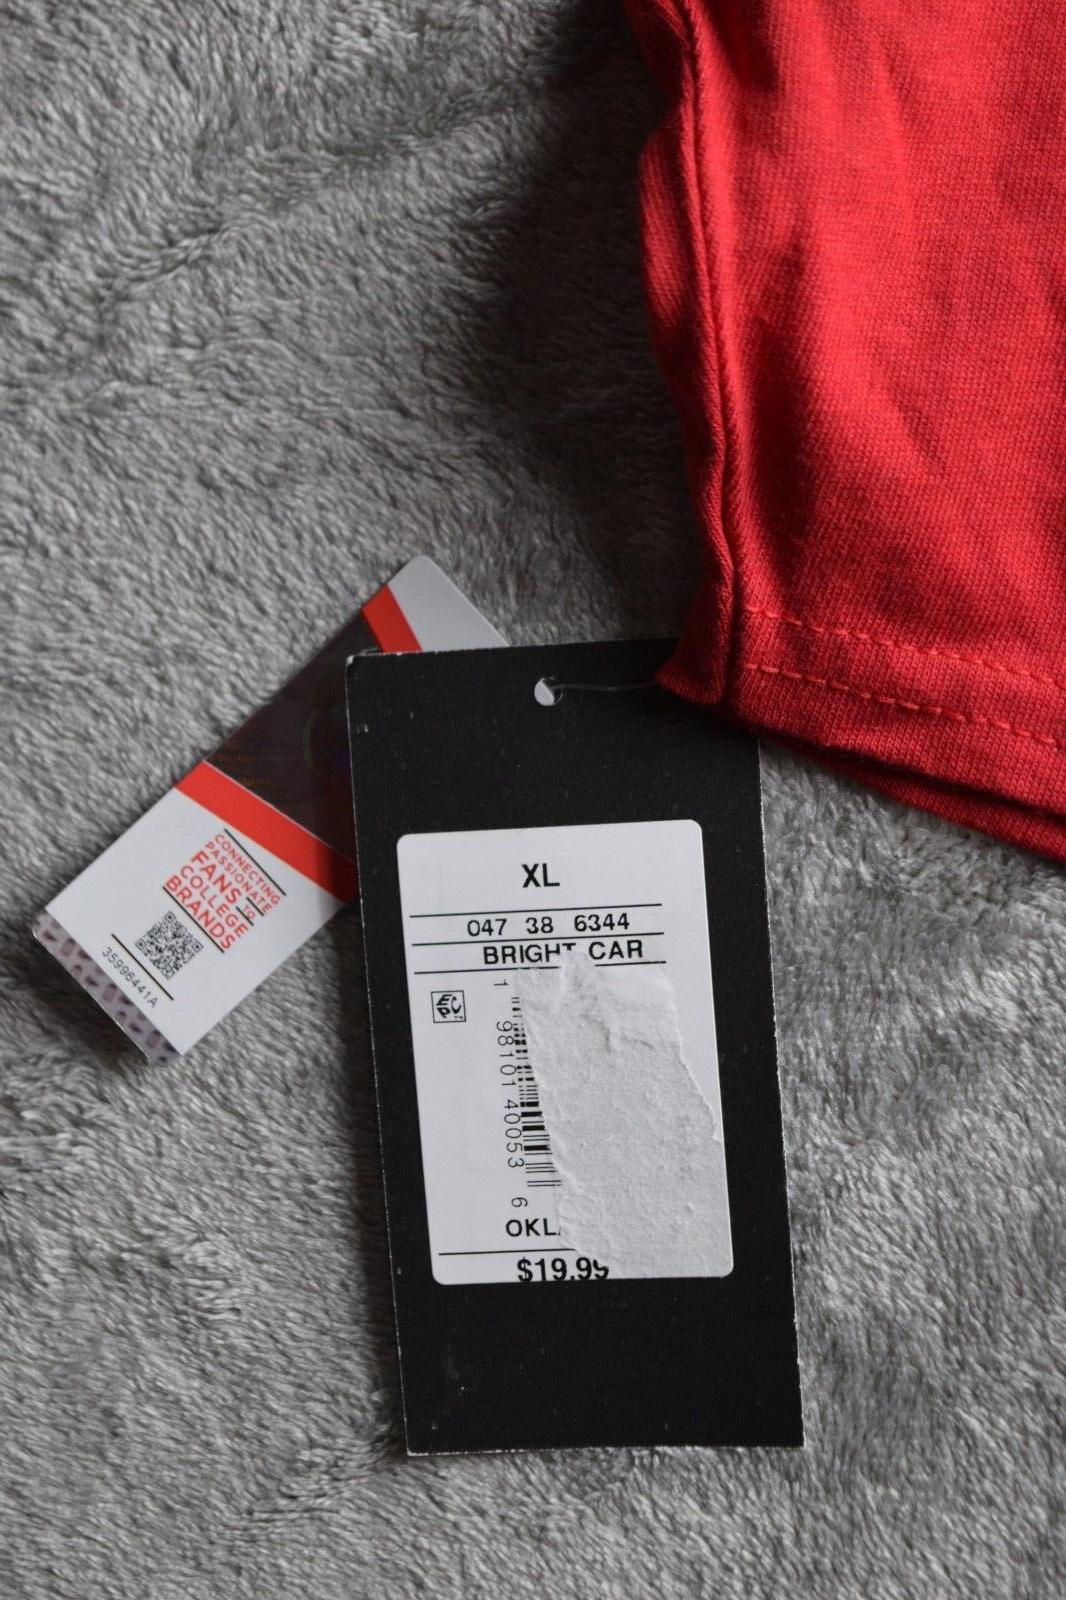 CONNECTING
PASSIONATE
FANS TO
COLLEGE
BRANDS
35996441A
XL
047 38 6344
BRIGHT CAR
EPC
1 98101 40053 6
OKL
$19.99